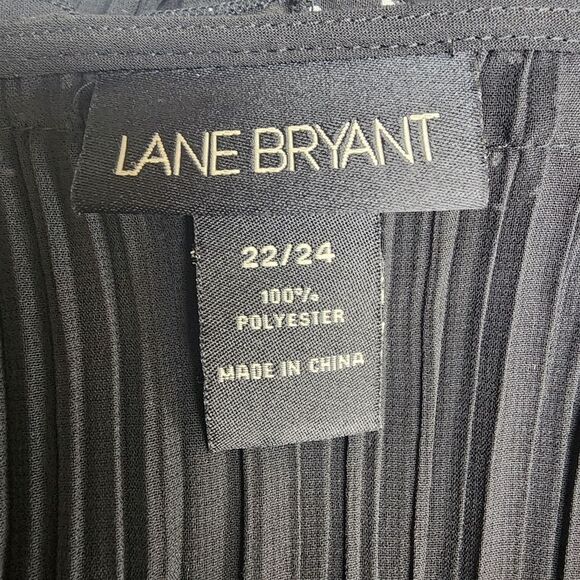 LANE BRYANT
22/24
100%
POLYESTER
MADE IN CHINA